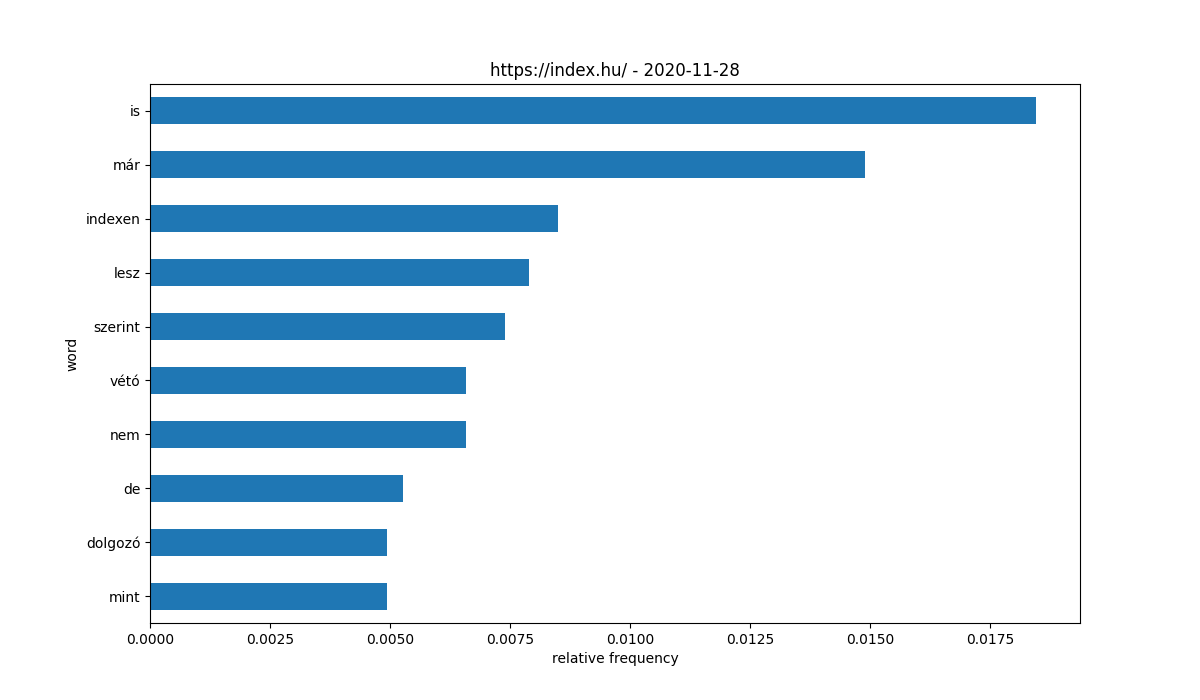 https://index.hu/ - 2020-11-28
is
már
indexen
lesz
szerint
vétó
nem
de
dolgozó
mint
word
0.0000 0.0025 0.0050 0.0075 0.0100 0.0125 0.0150 0.0175
relative frequency